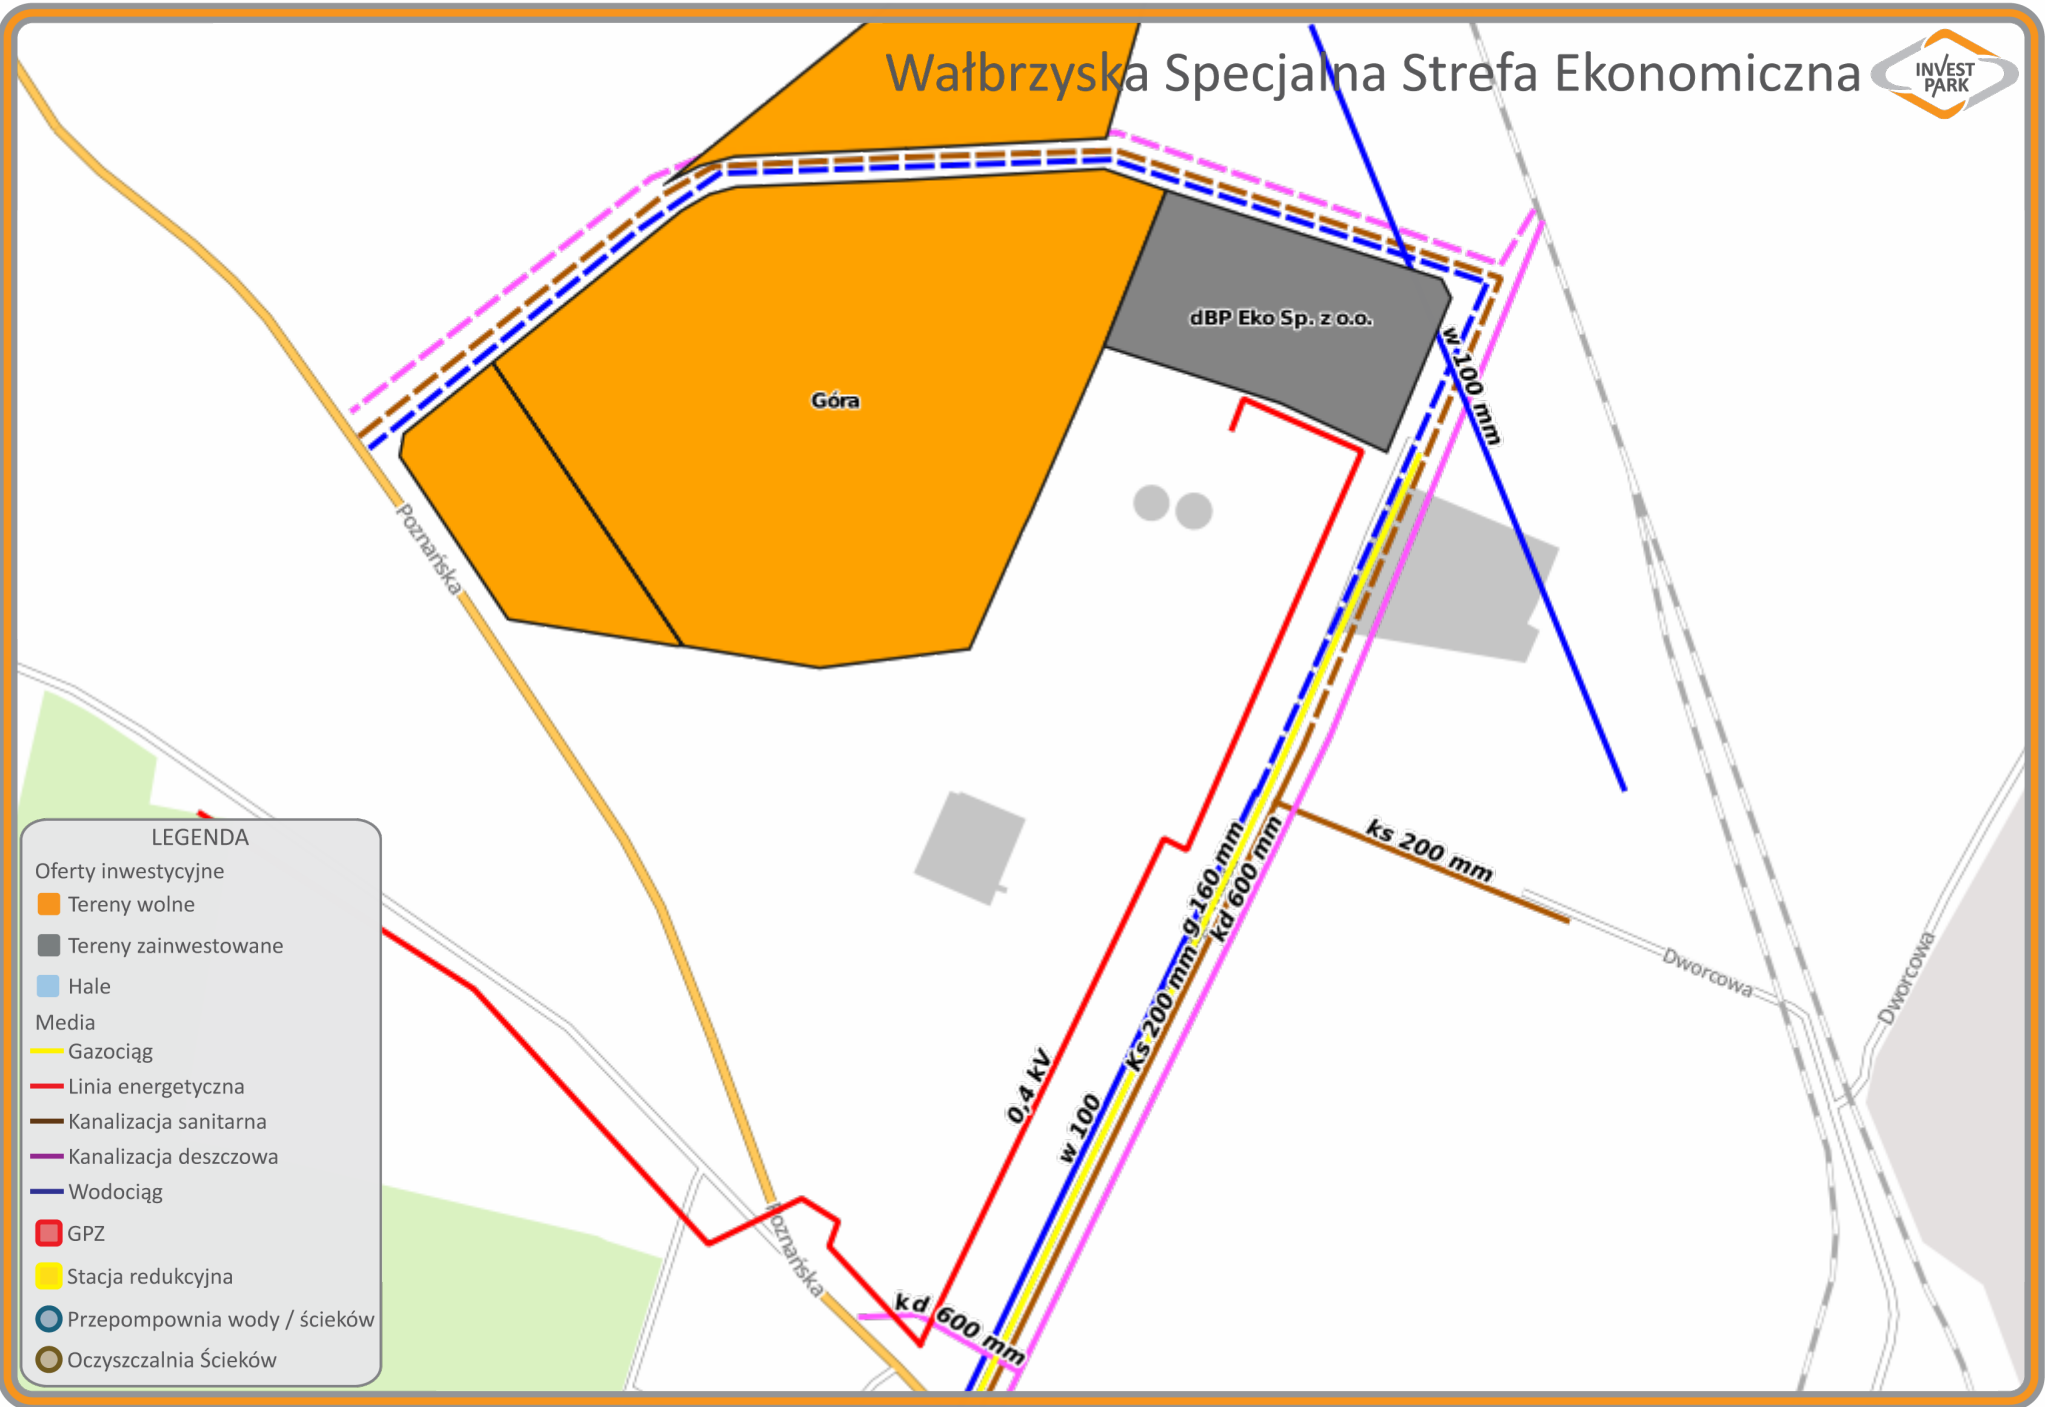 Wałbrzyska Specjalna Strefa Ekonomiczna
INVEST
PARK
dBP Eko Sp. z o.o.
w 100 mm
Góra
Poznańska
g 160 mm
kd 600 mm
ks 200 mm
Ks 200 mm
Dworcowa
Dworcowa
0,4 kV
w 100
Poznańska
kd 600 mm
LEGENDA
Oferty inwestycyjne
Tereny wolne
Tereny zainwestowane
Hale
Media
Gazociąg
Linia energetyczna
Kanalizacja sanitarna
Kanalizacja deszczowa
Wodociąg
GPZ
Stacja redukcyjna
Przepompownia wody / ścieków
Oczyszczalnia Ścieków